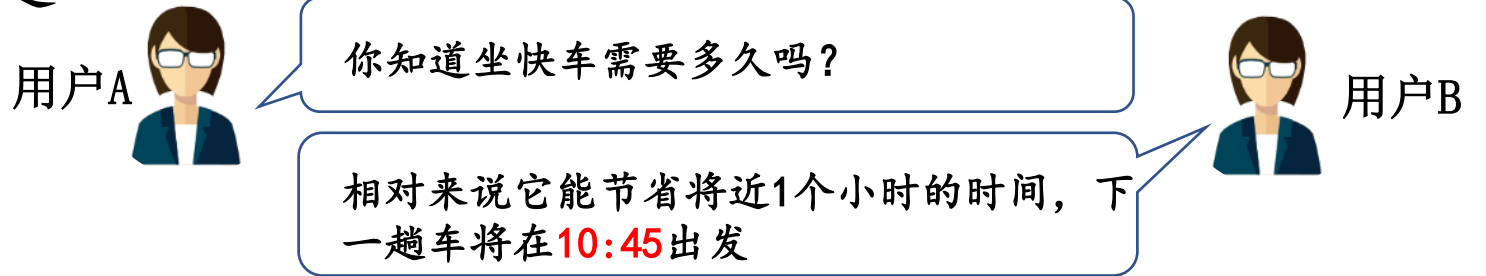 用户A
你知道坐快车需要多久吗？
用户B
相对来说它能节省将近1个小时的时间，下
一趟车将在10:45出发